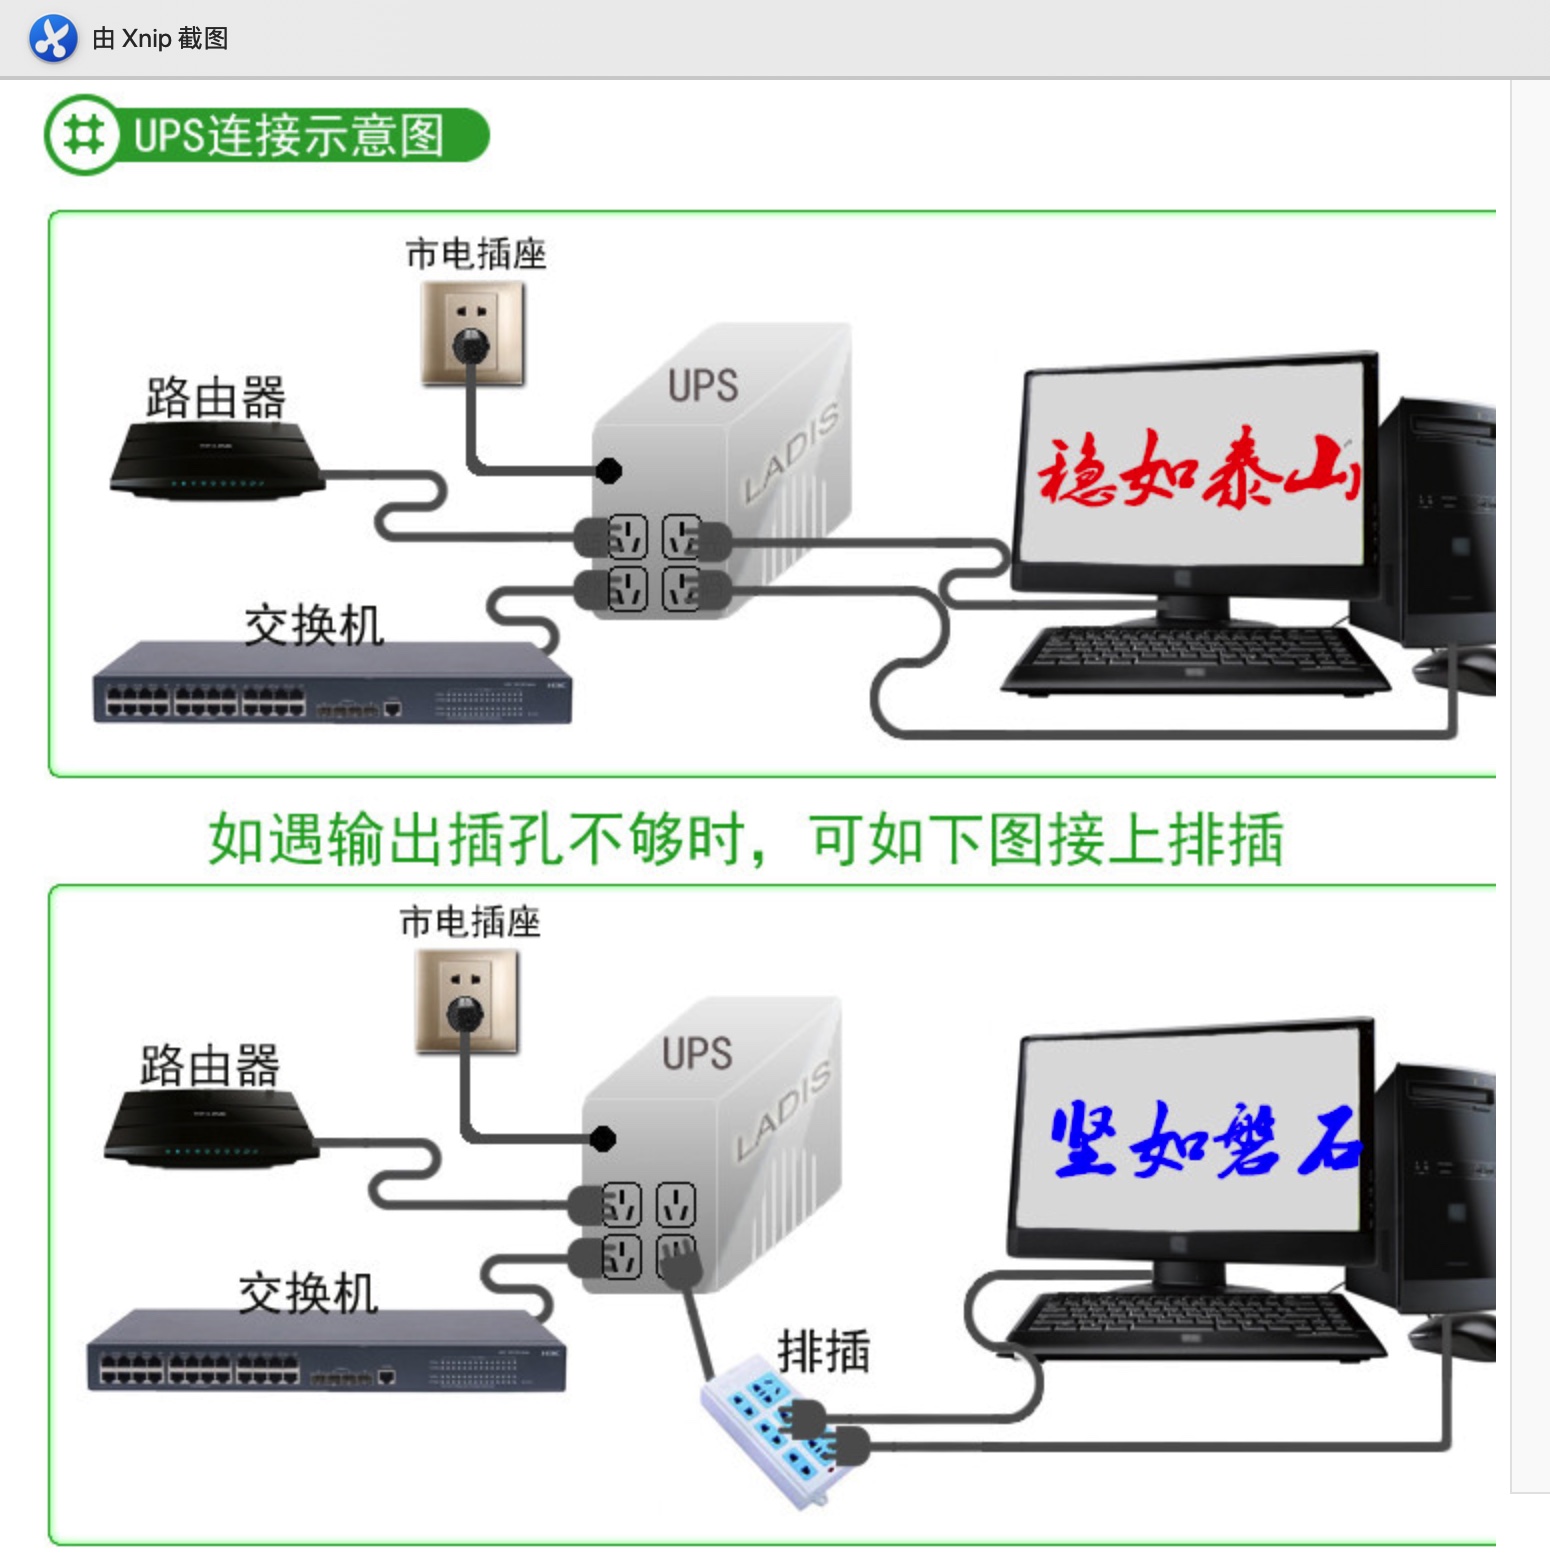 由 Xnip 截图
UPS连接示意图
市电插座
路由器
UPS
LADIS
稳如泰山
交换机
如遇输出插孔不够时，可如下图接上排插
市电插座
路由器
UPS
LADIS
坚如磐石
交换机
排插